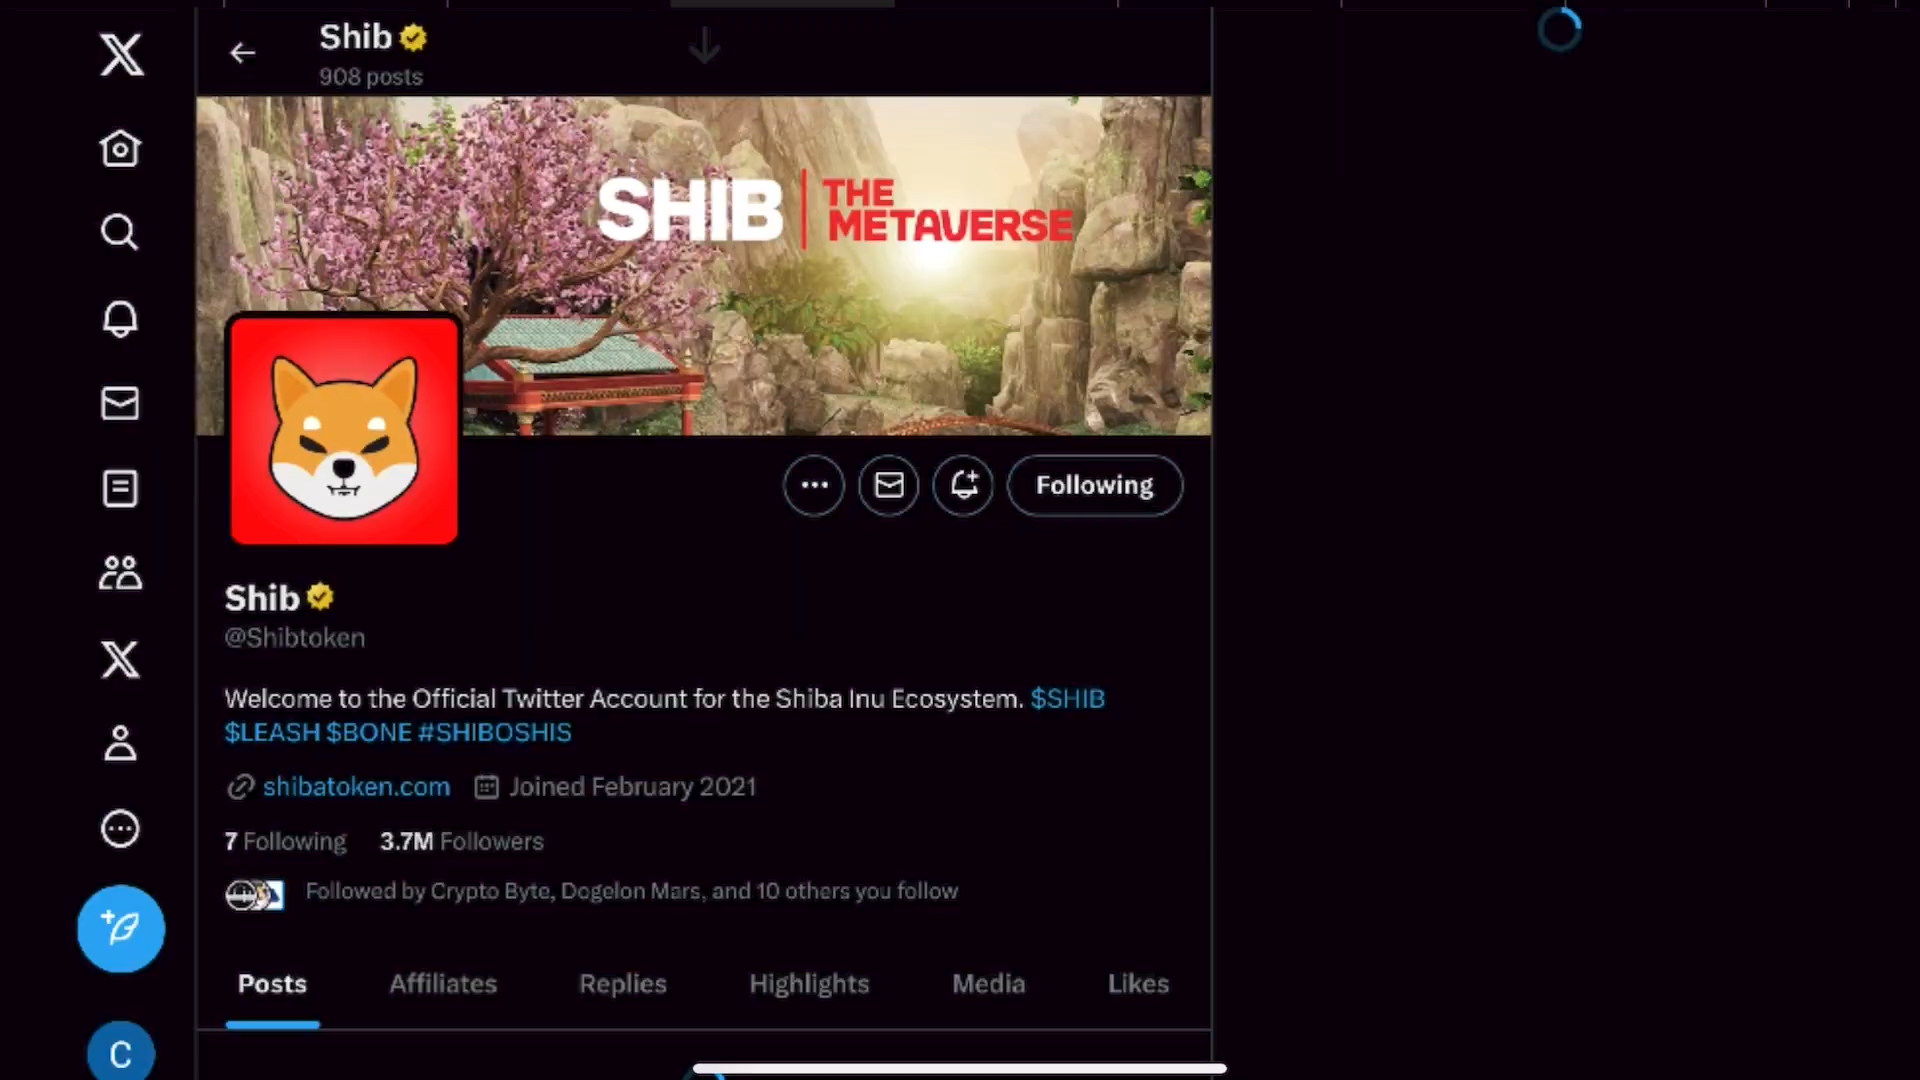 Shib
908 posts
SHIB THE
METAVERSE
Following
Shib
@Shibtoken
Welcome to the Official Twitter Account for the Shiba Inu Ecosystem. $SHIB
$LEASH $BONE #SHIBOSHIS
shibatoken.com Joined February 2021
7 Following 3.7M Followers
Followed by Crypto Byte, Dogelon Mars, and 10 others you follow
Posts Affiliates Replies Highlights Media Likes
C